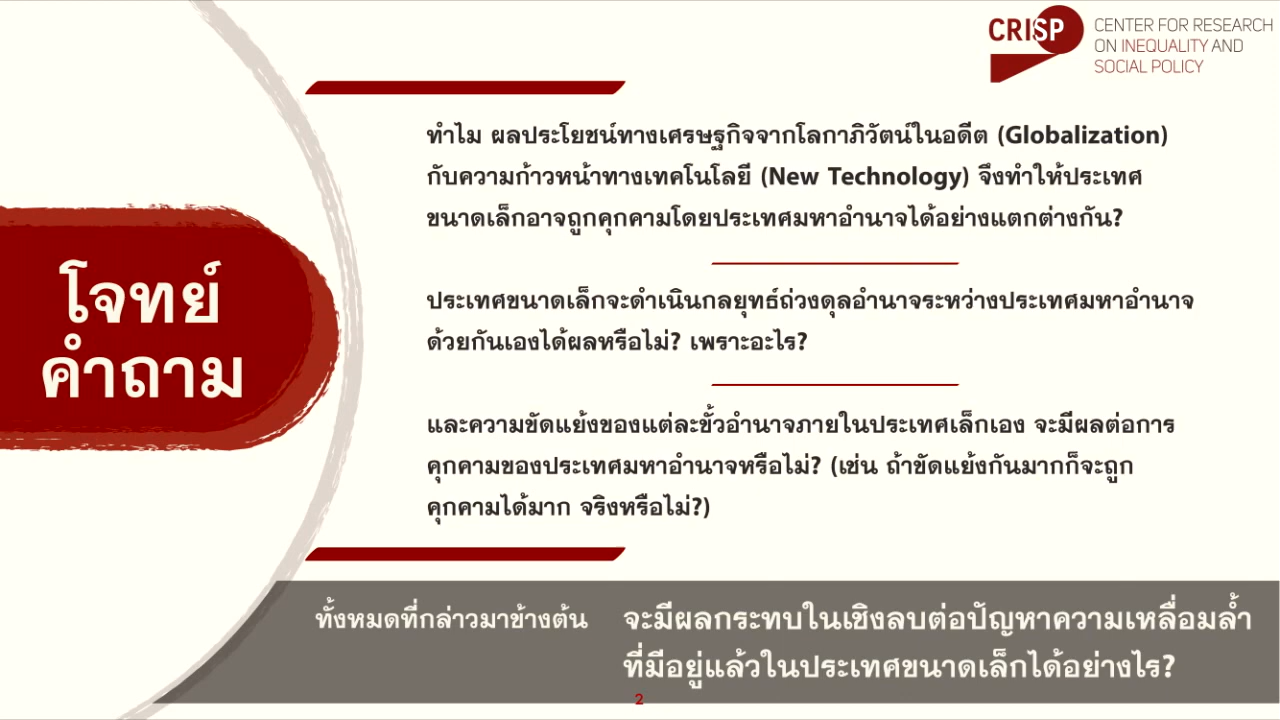 CRISP
CENTER FOR RESEARCH
ON INEQUALITY AND
SOCIAL POLICY
โจทย์
คำถาม
ทำไม ผลประโยชน์ทางเศรษฐกิจจากโลกาภิวัตน์ในอดีต (Globalization)
กับความก้าวหน้าทางเทคโนโลยี (New Technology) จึงทำให้ประเทศ
ขนาดเล็กอาจถูกคุกคามโดยประเทศมหาอำนาจได้อย่างแตกต่างกัน?
ประเทศขนาดเล็กจะดำเนินกลยุทธ์ถ่วงดุลอำนาจระหว่างประเทศมหาอำนาจ
ด้วยกันเองได้ผลหรือไม่? เพราะอะไร?
และความขัดแย้งของแต่ละขั้วอำนาจภายในประเทศเล็กเอง จะมีผลต่อการ
คุกคามของประเทศมหาอำนาจหรือไม่? (เช่น ถ้าขัดแย้งกันมากก็จะถูก
คุกคามได้มาก จริงหรือไม่?)
ทั้งหมดที่กล่าวมาข้างต้น จะมีผลกระทบในเชิงลบต่อปัญหาความเหลื่อมล้ำ
ที่มีอยู่แล้วในประเทศขนาดเล็กได้อย่างไร?
2